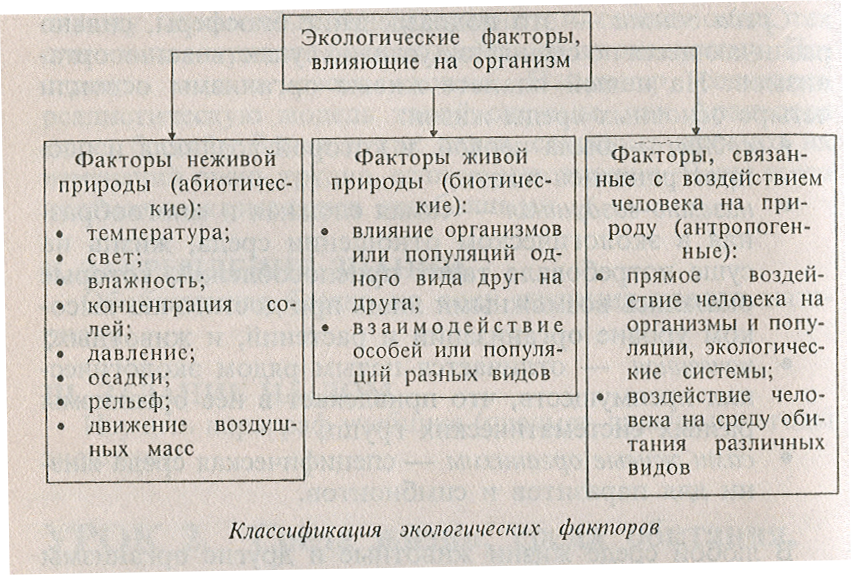 Экологические факторы,
влияющие на организм
Факторы неживой
природы (абиотичес-
кие):
• температура;
• свет;
• влажность;
• концентрация со-
лей;
• давление;
• осадки;
• рельеф;
• движение воздуш-
ных масс
Факторы живой
природы (биотичес-
кие):
• влияние организмов
или популяций од-
ного вида друг на
друга;
• взаимодействие
особей или популя-
ций разных видов
Факторы, связан-
ные с воздействием
человека на при-
роду (антропоген-
ные):
• прямое воздей-
ствие человека на
организмы и попу-
ляции, экологичес-
кие системы;
• воздействие чело-
века на среду оби-
тания различных
видов
Классификация экологических факторов